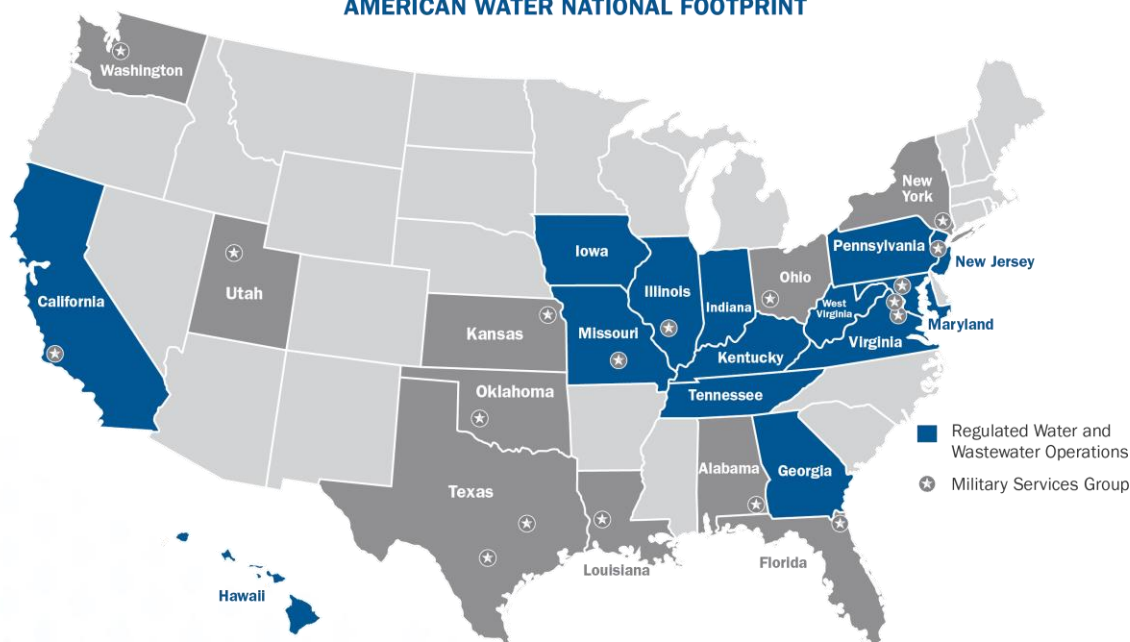 AMERICAN WATER NATIONAL FOOTPRINT
Washington
New
York
Pennsylvania
New Jersey
Iowa
Ohio
Illinois
Indiana
Utah
California
West
Virginia
Maryland
Kansas
Missouri
Virginia
Kentucky
Oklahoma
Tennessee
Regulated Water and
Wastewater Operations
Military Services Group
Alabama
Georgia
Texas
Louisiana
Florida
Hawaii